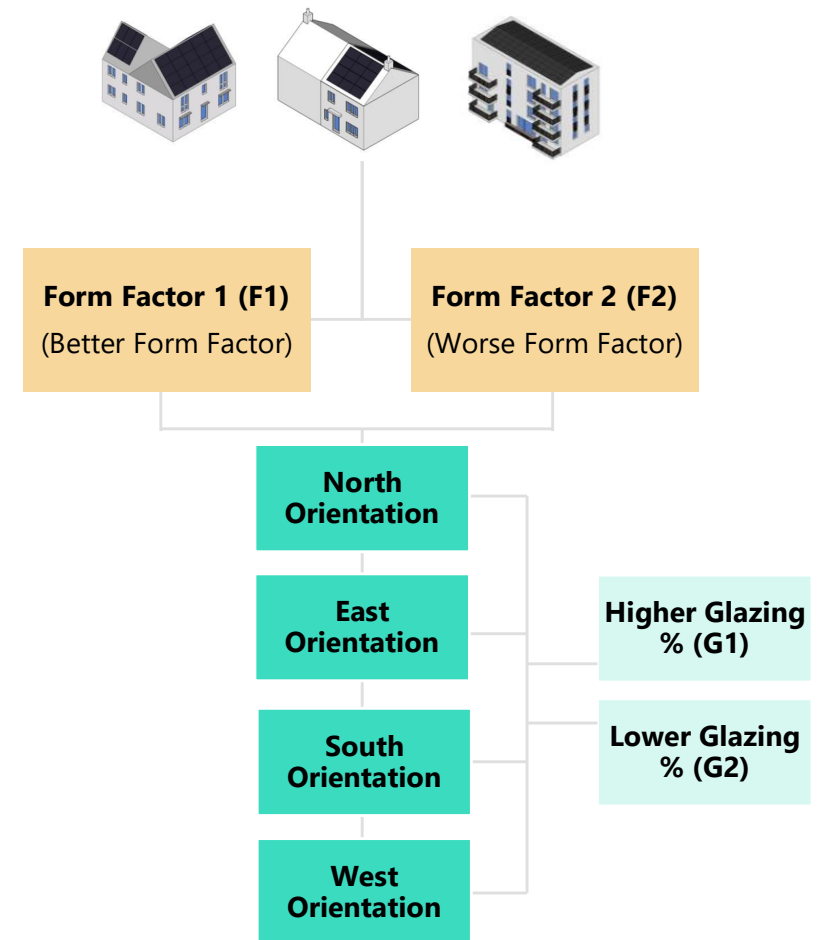 Form Factor 1 (F1)
(Better Form Factor)
Form Factor 2 (F2)
(Worse Form Factor)
North
Orientation
East
Orientation
South
Orientation
West
Orientation
Higher Glazing
% (G1)
Lower Glazing
% (G2)